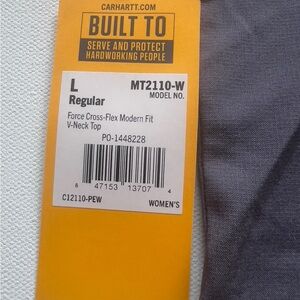 CARHARTT.COM
BUILT TO
SERVE AND PROTECT
HARDWORKING PEOPLE
L
Regular
MT2110-W
MODEL NO.
Force Cross-Flex Modern Fit
V-Neck Top
PO-1448228
6 47153 13707 4
C12110-PEW
WOMEN'S